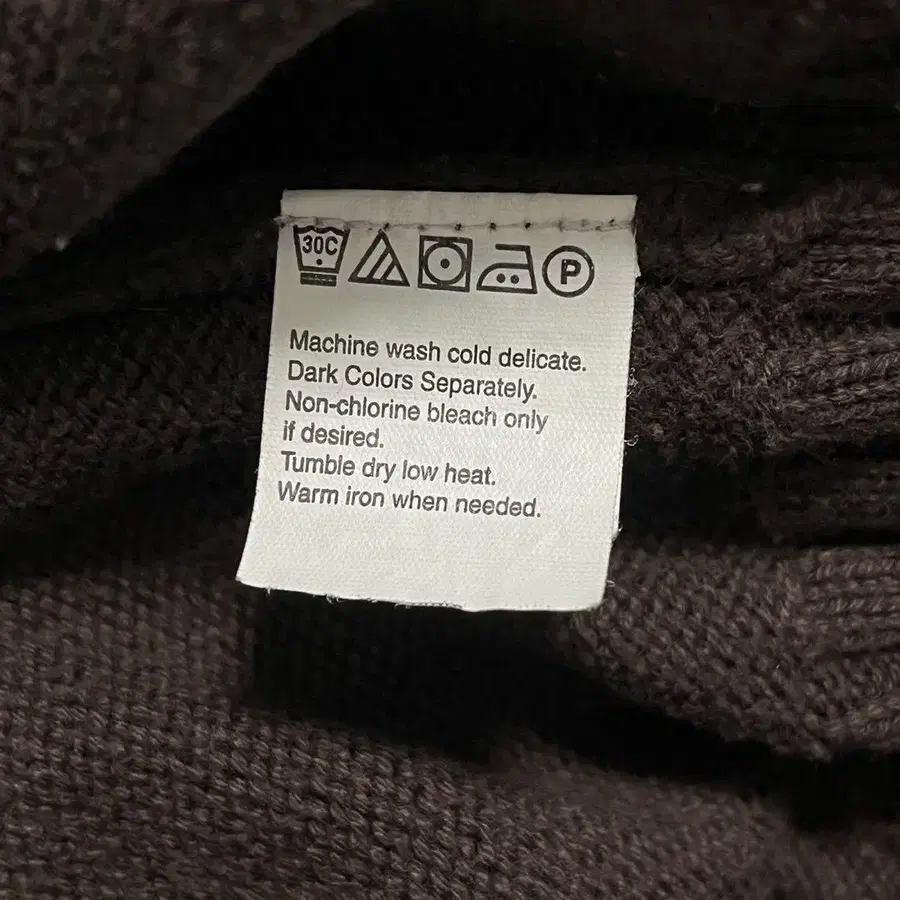 30C P
Machine wash cold delicate.
Dark Colors Separately.
Non-chlorine bleach only
if desired.
Tumble dry low heat.
Warm iron when needed.